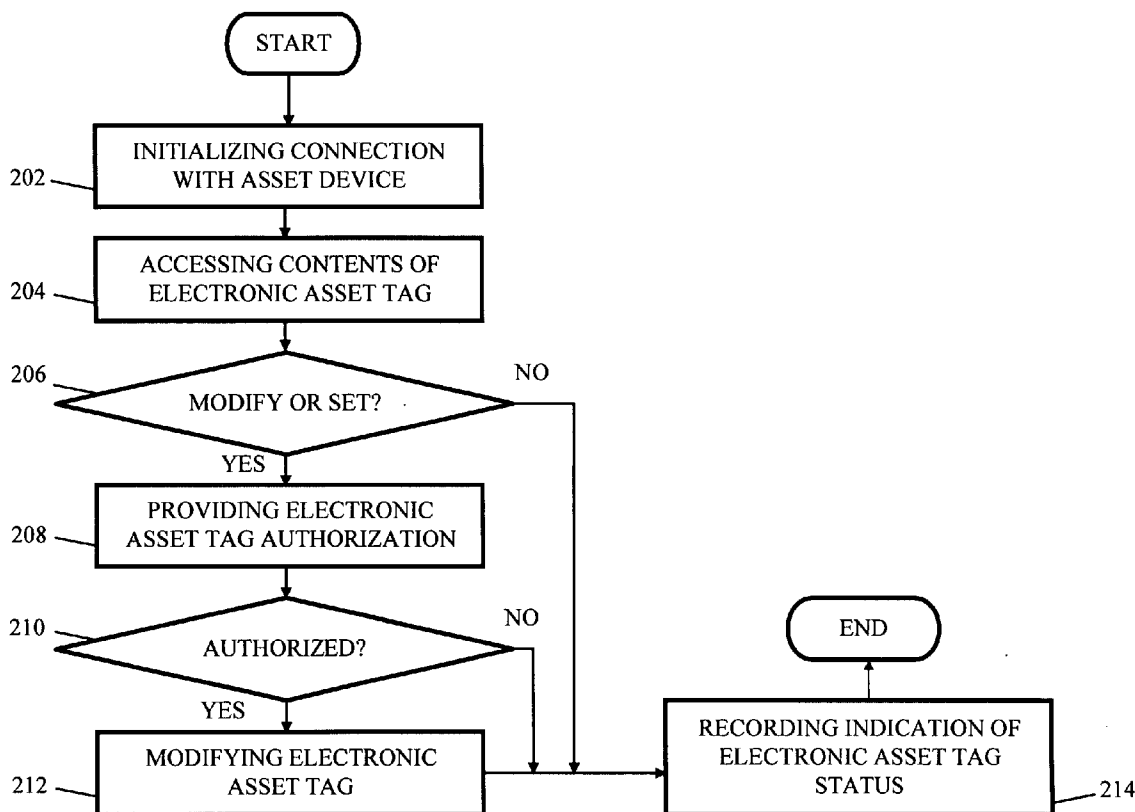 START
INITIALIZING CONNECTION
WITH ASSET DEVICE
202
ACCESSING CONTENTS OF
ELECTRONIC ASSET TAG
204
206
NO
MODIFY OR SET?
YES
PROVIDING ELECTRONIC
ASSET TAG AUTHORIZATION
208
210
NO
AUTHORIZED?
YES
MODIFYING ELECTRONIC
ASSET TAG
212
END
RECORDING INDICATION OF
ELECTRONIC ASSET TAG
STATUS
214